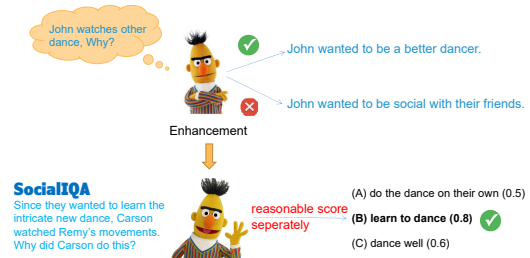 John watches other
dance, Why?
John wanted to be a better dancer.
John wanted to be social with their friends.
Enhancement
SocialIQA
Since they wanted to learn the
intricate new dance, Carson
watched Remy's movements.
Why did Carson do this?
reasonable score
seperately
(A) do the dance on their own (0.5)
(B) learn to dance (0.8)
(C) dance well (0.6)